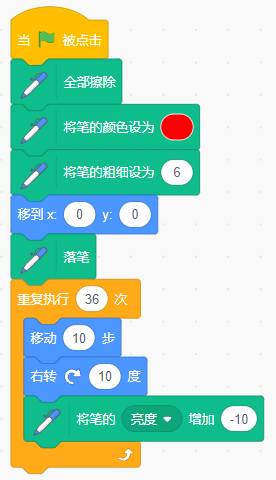 当 被点击
全部擦除
将笔的颜色设为
将笔的粗细设为 6
移到 x: 0 y: 0
落笔
重复执行 36 次
移动 10 步
右转 10 度
将笔的 亮度 增加 -10